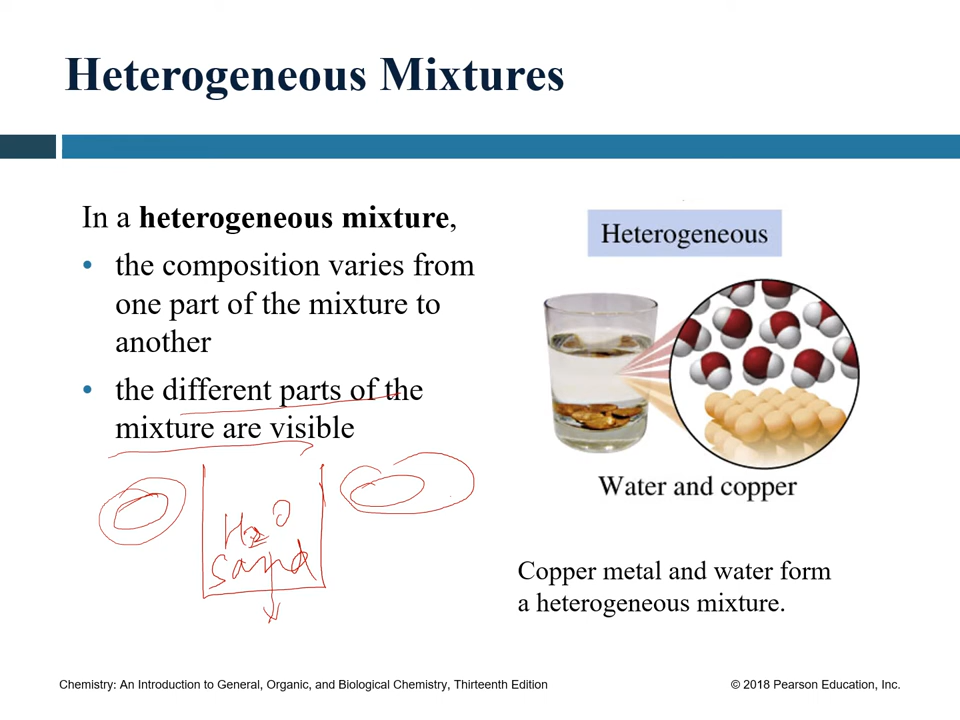 Heterogeneous Mixtures
In a heterogeneous mixture,
• the composition varies from
one part of the mixture to
another
• the different parts of the
mixture are visible
Heterogeneous
Water and copper
H2O
sand
Copper metal and water form
a heterogeneous mixture.
Chemistry: An Introduction to General, Organic, and Biological Chemistry, Thirteenth Edition
© 2018 Pearson Education, Inc.